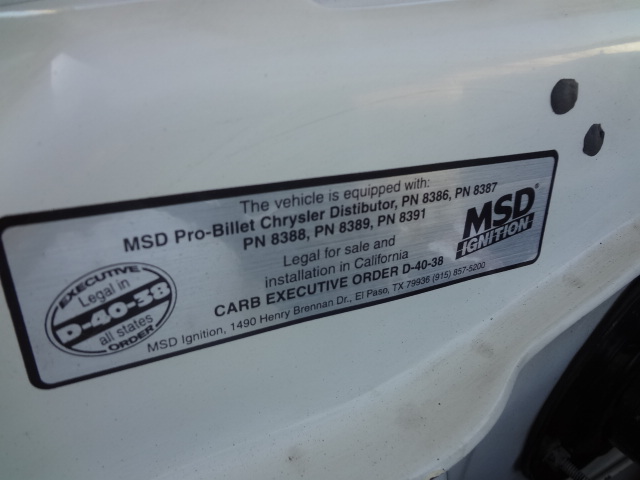 The vehicle is equipped with:
MSD Pro-Billet Chrysler Distibutor, PN 8386, PN 8387
PN 8388, PN 8389, PN 8391
Legal for sale and
installation in California
CARB EXECUTIVE ORDER D-40-38
MSD Ignition, 1490 Henry Brennan Dr., El Paso, TX 79936 (915) 857-5200
EXECUTIVE
Legal in
D-40-38
all states
ORDER
MSD®
IGNITION